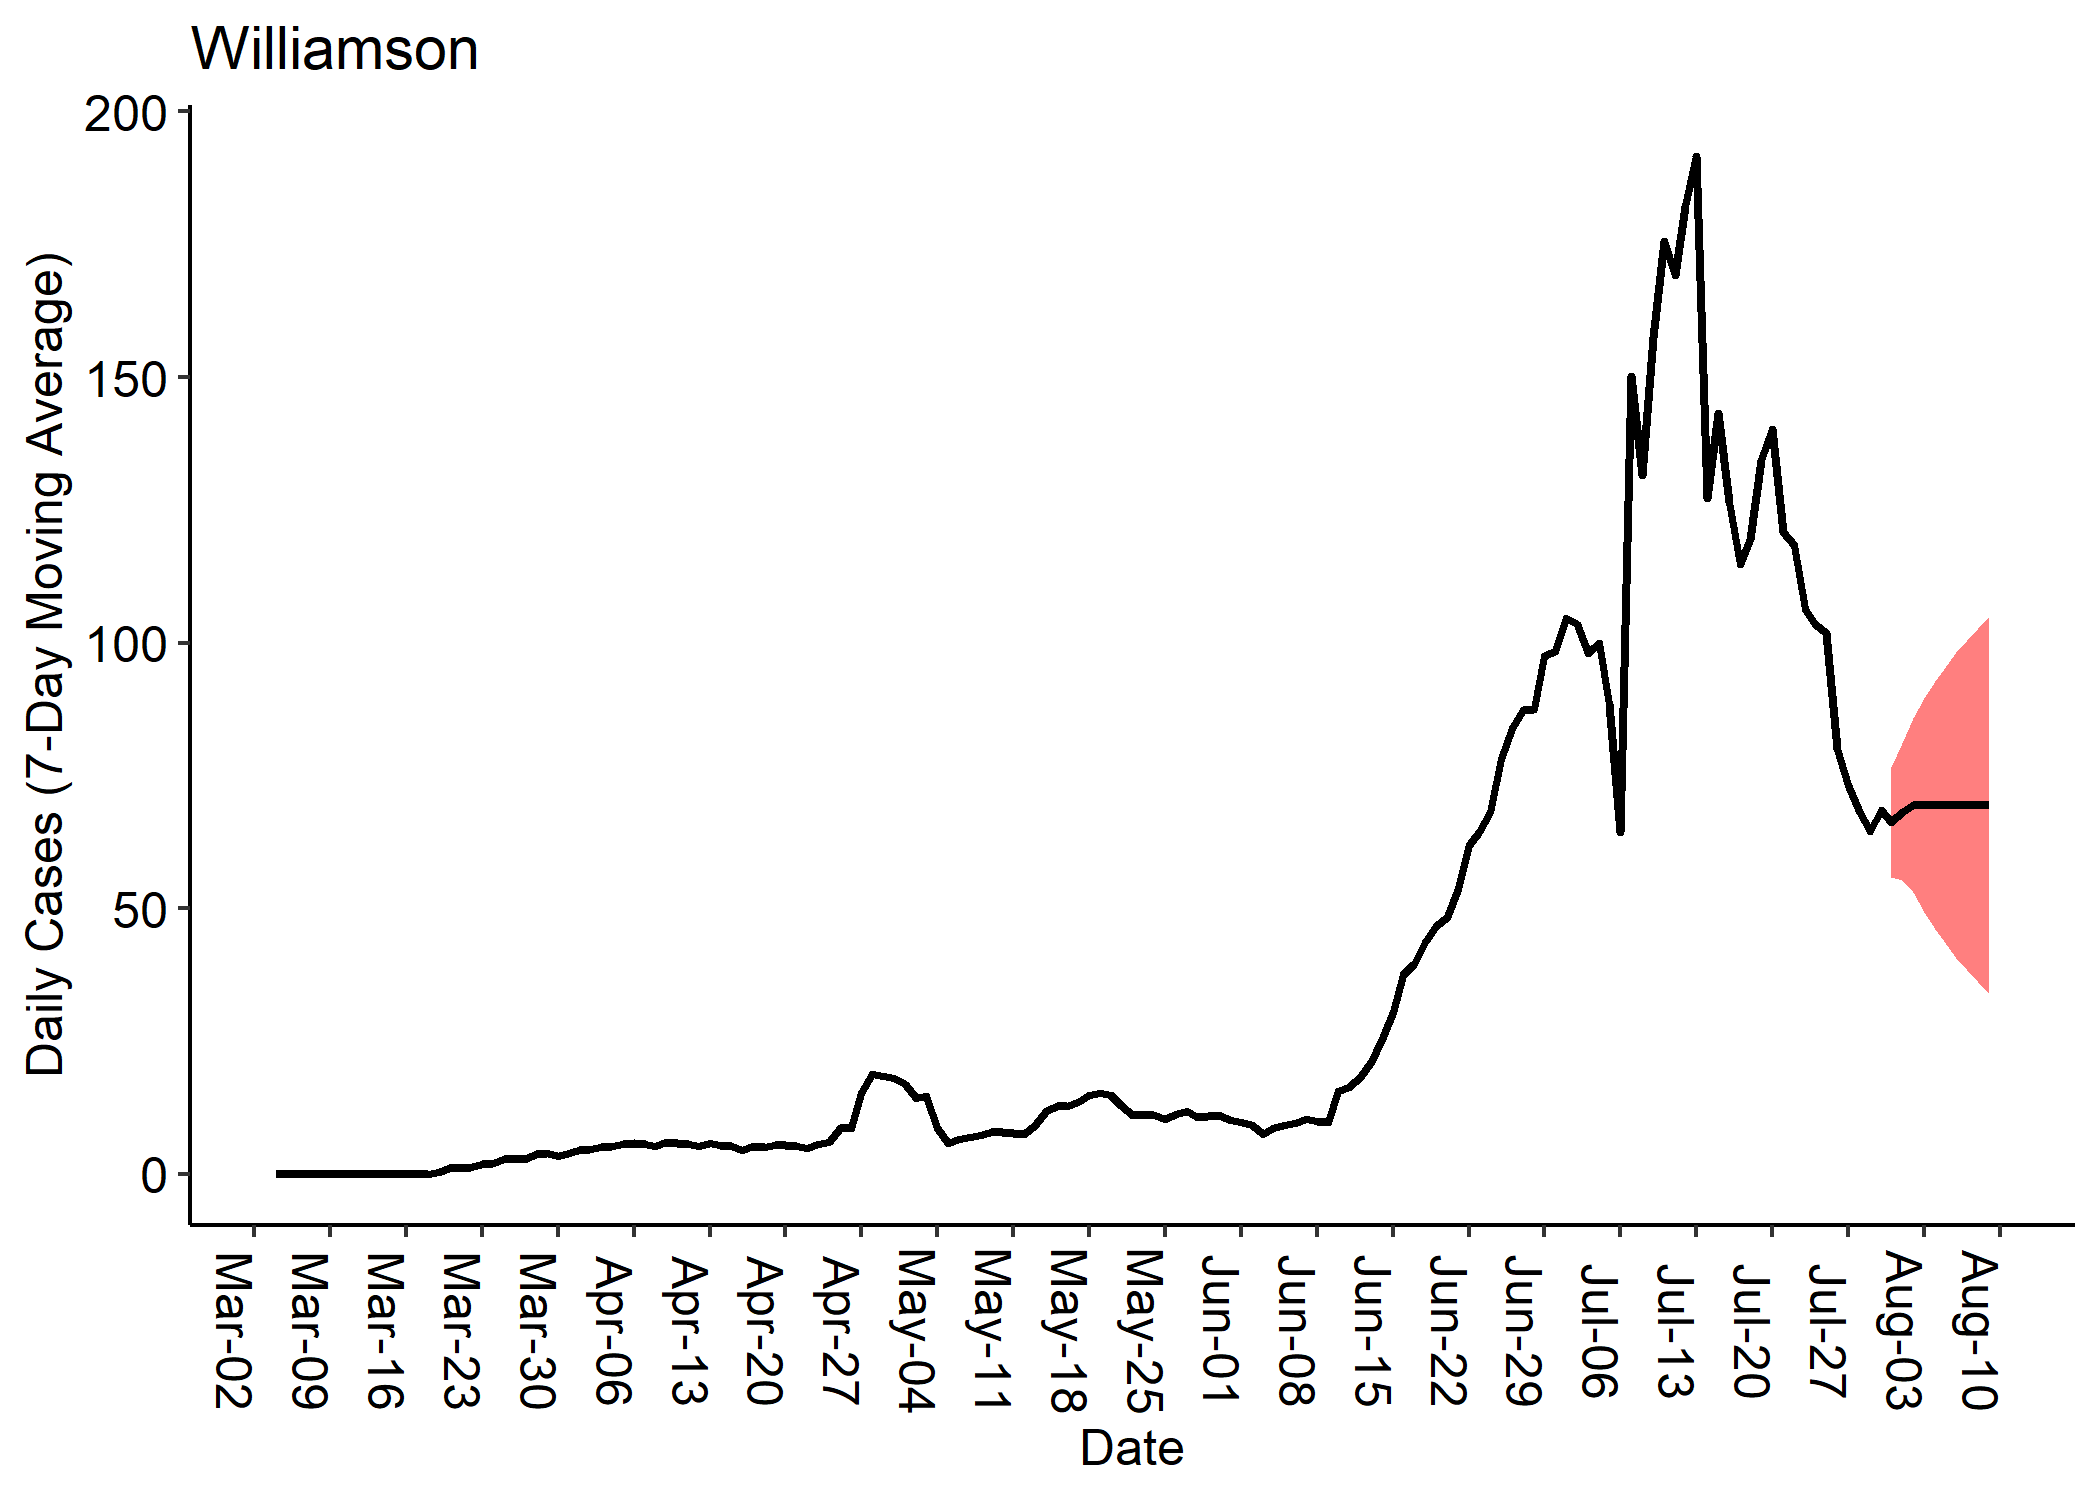 Williamson
Daily Cases (7-Day Moving Average)
200
150
100
50
0
Mar-02
Mar-09
Mar-16
Mar-23
Mar-30
Apr-06
Apr-13
Apr-20
Apr-27
May-04
May-11
May-18
May-25
Jun-01
Jun-08
Jun-15
Jun-22
Jun-29
Jul-06
Jul-13
Jul-20
Jul-27
Aug-03
Aug-10
Date